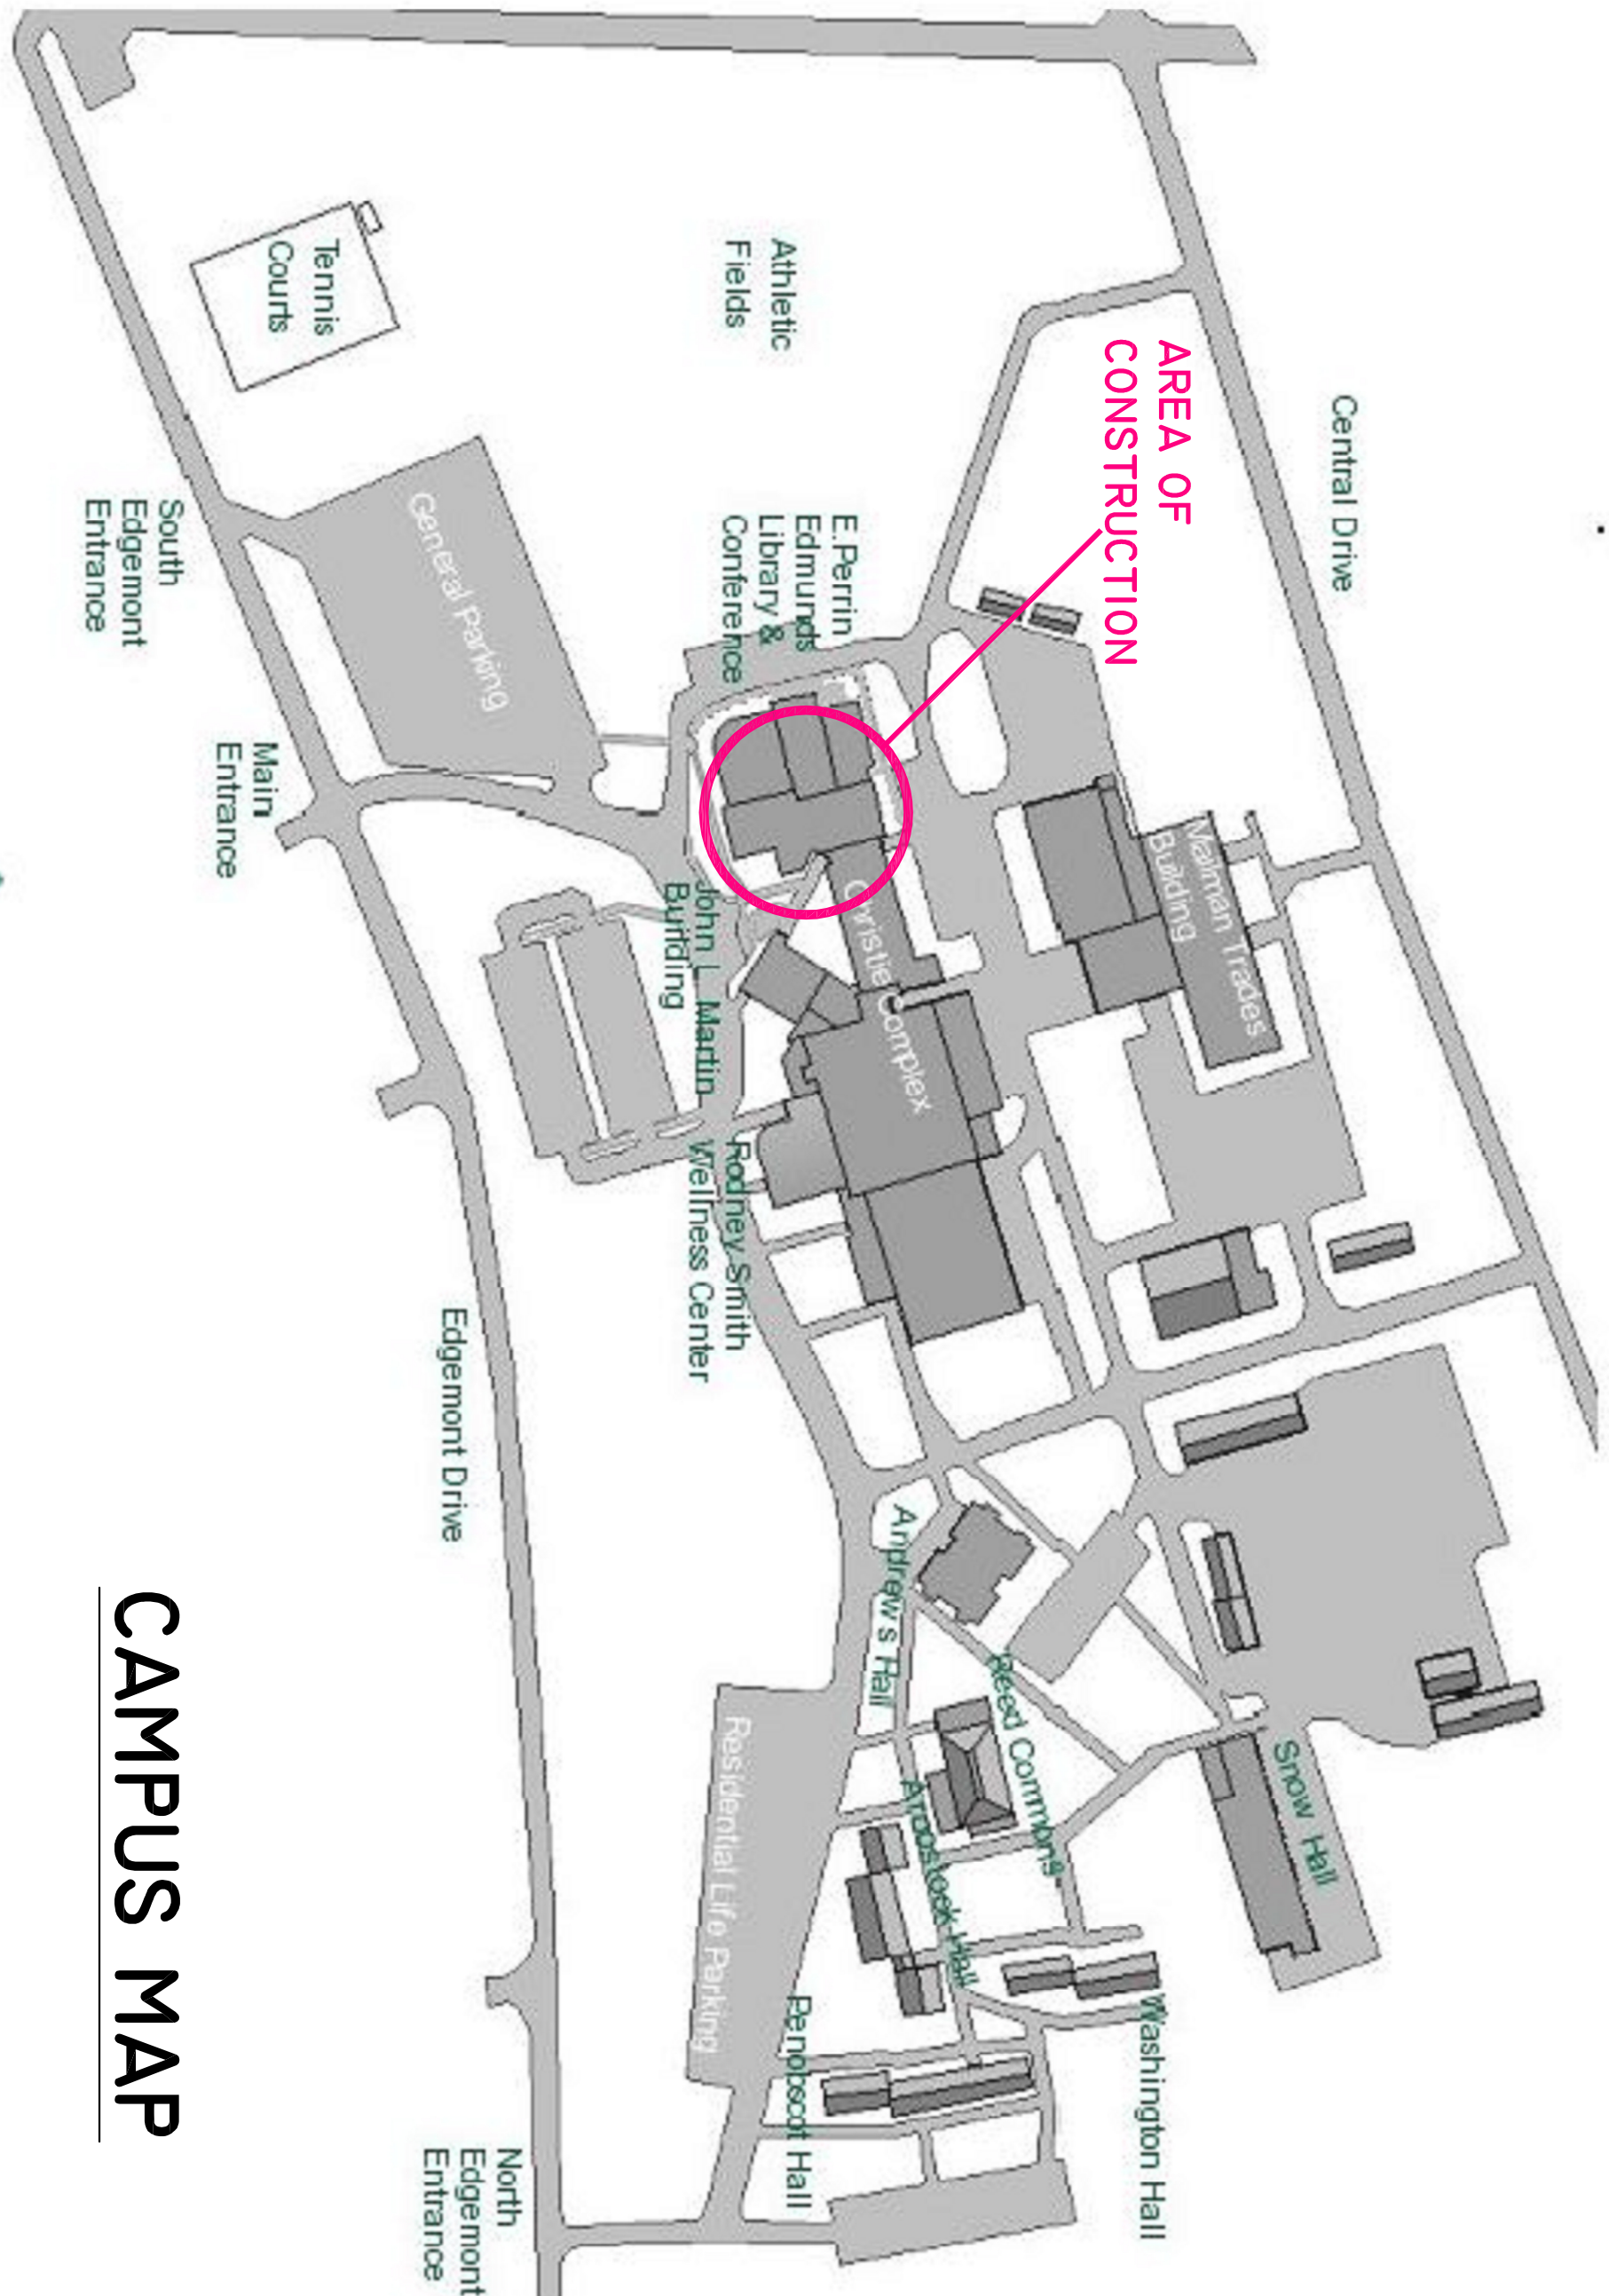 Central Drive
AREA OF
CONSTRUCTION
Athletic
Fields
Tennis
Courts
E.Perrin
Edmunds
Library &
Conference
General Parking
South
Edgemont
Entrance
Main
Entrance
Mailman Trades
Building
Christie Complex
John L Martin
Building
Rodney Smith
Wellness Center
Edgemont Drive
Andrews Hall
Reed Commons
Snow Hall
Aroostook Hall
Residential Life Parking
Washington Hall
Penobscot Hall
North
Edgemont
Entrance
CAMPUS MAP